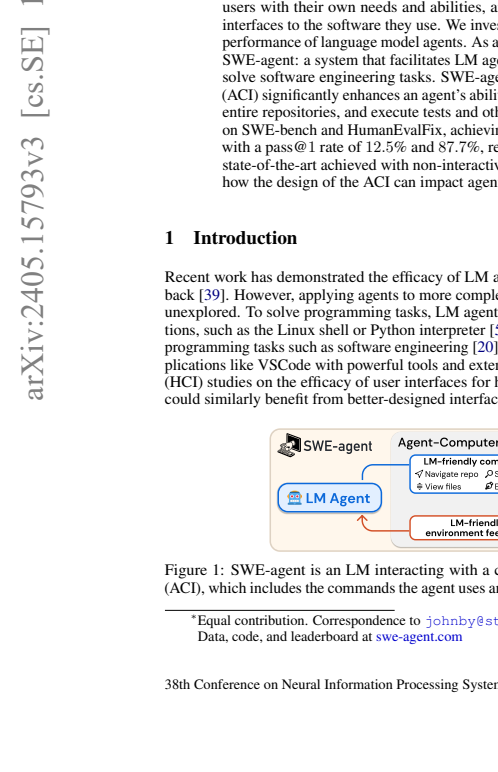 arXiv:2405.15793v3 [cs.SE]
users with their own needs and abilities, a
interfaces to the software they use. We inves
performance of language model agents. As a
SWE-agent: a system that facilitates LM age
solve software engineering tasks. SWE-age
(ACI) significantly enhances an agent's abili
entire repositories, and execute tests and oth
on SWE-bench and HumanEvalFix, achievin
with a pass@1 rate of 12.5% and 87.7%, re
state-of-the-art achieved with non-interactiv
how the design of the ACI can impact agen
1 Introduction
Recent work has demonstrated the efficacy of LM a
back [39]. However, applying agents to more comple
unexplored. To solve programming tasks, LM agent
tions, such as the Linux shell or Python interpreter [5
programming tasks such as software engineering [20]
plications like VSCode with powerful tools and exten
(HCI) studies on the efficacy of user interfaces for h
could similarly benefit from better-designed interfac
SWE-agent
Agent-Computer
LM-friendly com
Navigate repo S
View files E
LM Agent
LM-friendl
environment fee
Figure 1: SWE-agent is an LM interacting with a c
(ACI), which includes the commands the agent uses an
*Equal contribution. Correspondence to johnby@st
Data, code, and leaderboard at swe-agent.com
38th Conference on Neural Information Processing System